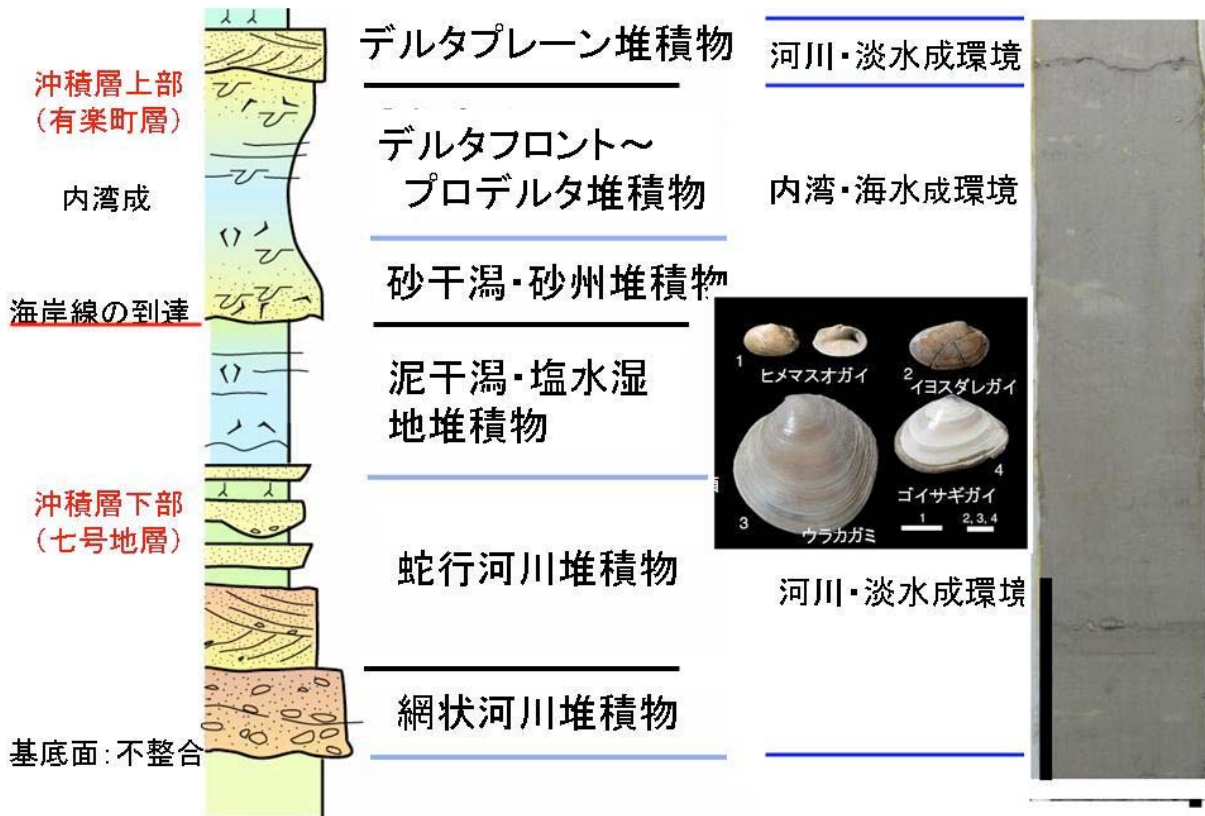 沖積層上部
(有楽町層)
内湾成
海岸線の到達
沖積層下部
(七号地層)
基底面:不整合
デルタプレーン堆積物
デルタフロント~
プロデルタ堆積物
砂干潟・砂州堆積物
泥干潟・塩水湿
地堆積物
蛇行河川堆積物
網状河川堆積物
河川・淡水成環境
内湾・海水成環境
1
ヒメマスオガイ
2
イヨスダレガイ
3
ウラカガミ
4
ゴイサギガイ
1
2, 3, 4
河川・淡水成環境